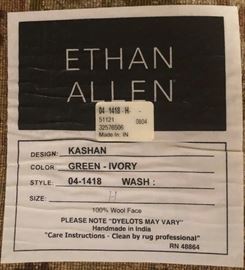 ETHAN
ALLEN
04-1418 -H- -
51121 0804
32576506
Made In: IN
DESIGN: KASHAN
COLOR GREEN - IVORY
STYLE: 04-1418 WASH :
SIZE: H
100% Wool Face
PLEASE NOTE "DYELOTS MAY VARY"
Handmade in India
"Care Instructions - Clean by rug professional"
RN 48864